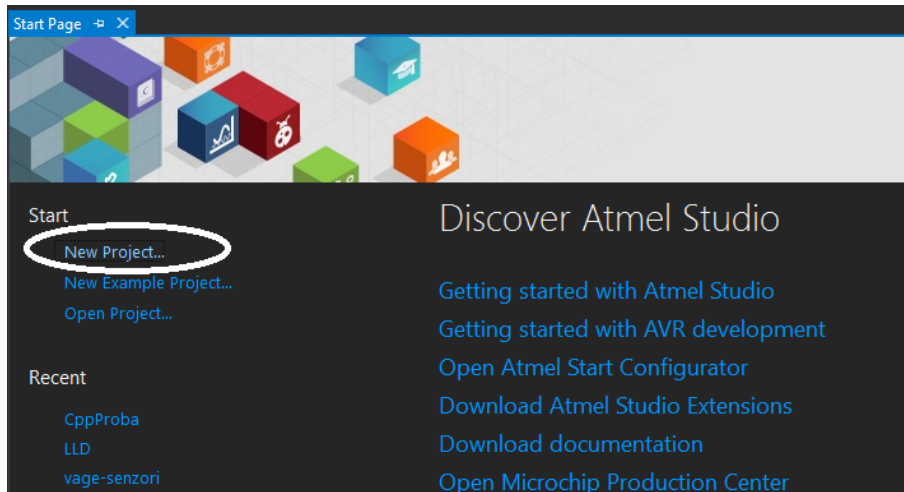 Start Page
Start
New Project...
New Example Project...
Open Project...
Recent
CppProba
LLD
vage-senzori
Discover Atmel Studio
Getting started with Atmel Studio
Getting started with AVR development
Open Atmel Start Configurator
Download Atmel Studio Extensions
Download documentation
Open Microchip Production Center